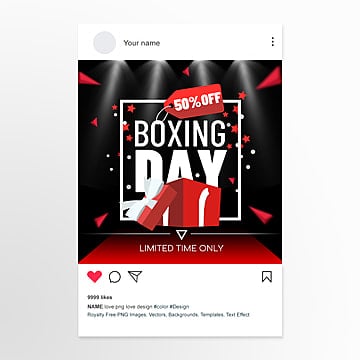 Your name
50% OFF
BOXING
DAY
LIMITED TIME ONLY
9999 likes
NAME love png love design #color #Design
Royalty Free PNG Images, Vectors, Backgrounds, Templates, Text Effect